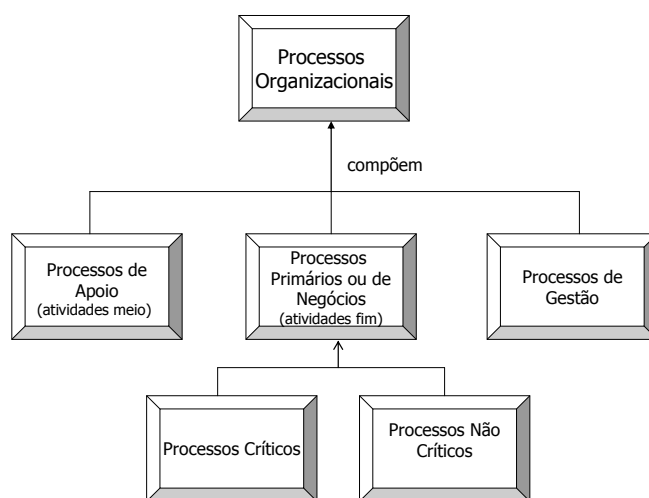 Processos
Organizacionais
compõem
Processos de
Apoio
(atividades meio)
Processos
Primários ou de
Negócios
(atividades fim)
Processos de
Gestão
Processos Críticos
Processos Não
Críticos